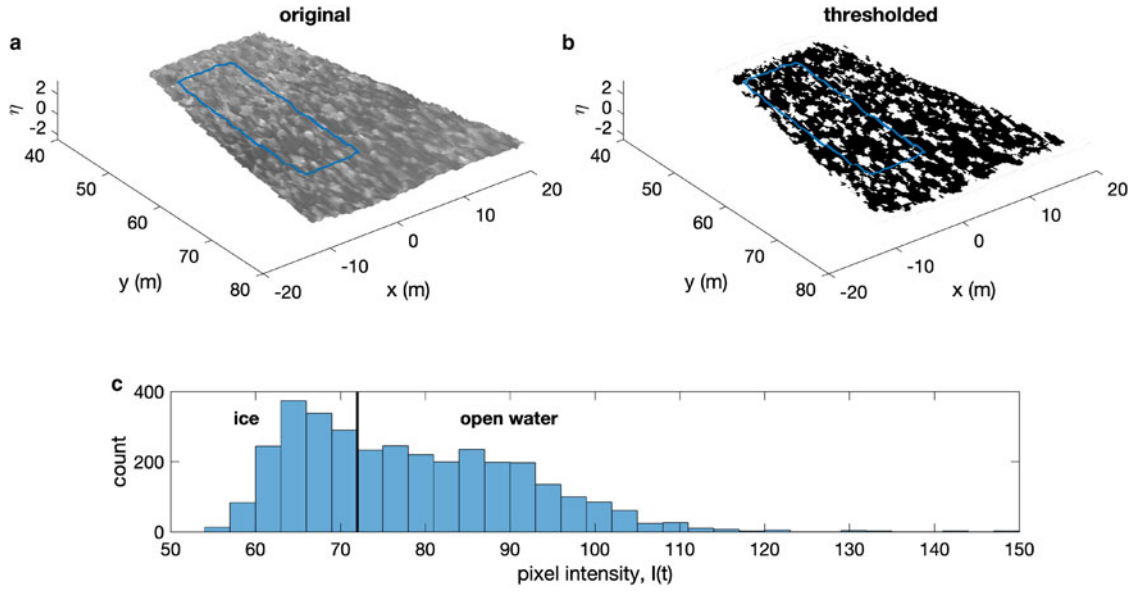 original
thresholded
a
b
η
2
0
-2
40
50
60
70
80
y (m)
-20
-10
0
10
20
x (m)
η
2
0
-2
40
50
60
70
80
y (m)
-20
-10
0
10
20
x (m)
c
400
200
0
count
ice
open water
50 60 70 80 90 100 110 120 130 140 150
pixel intensity, I(t)